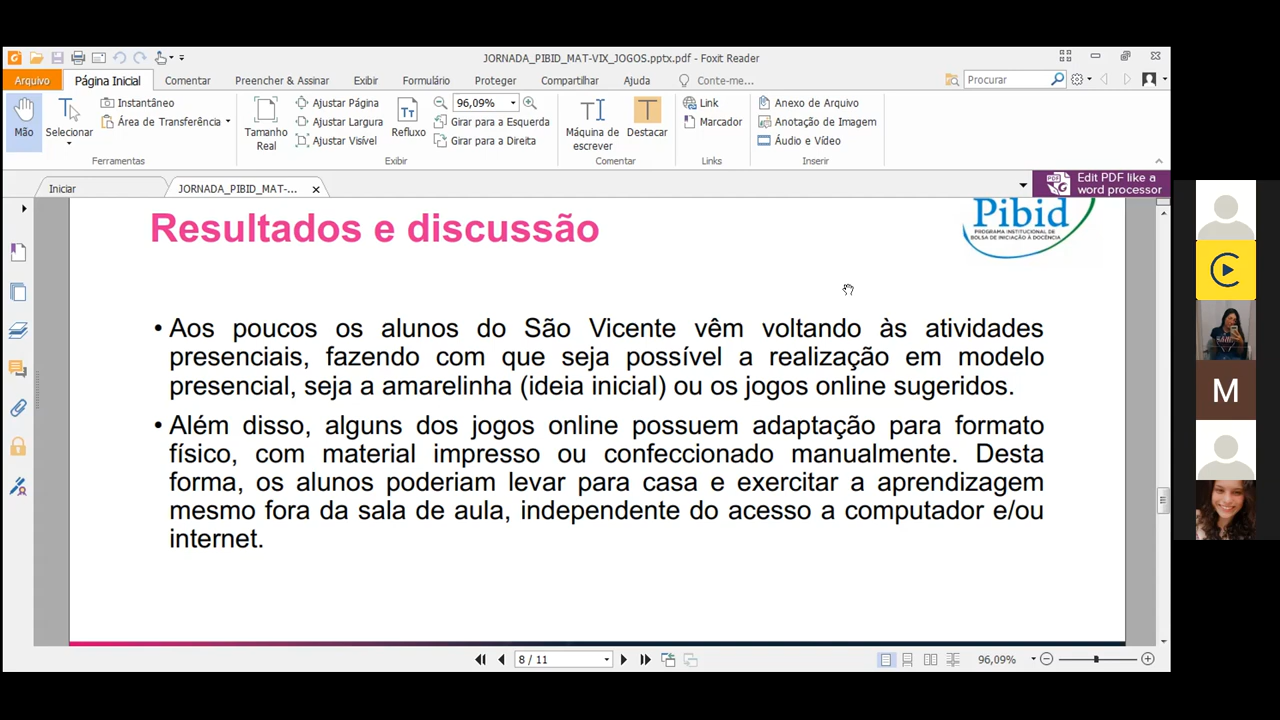 JORNADA_PIBID_MAT-VIX_JOGOS.pptx.pdf - Foxit Reader
Arquivo Página Inicial Comentar Preencher & Assinar Exibir Formulário Proteger Compartilhar Ajuda Conte-me... Procurar
Mão
Selecionar
Instantâneo
Área de Transferência
Ferramentas
Tamanho
Real
Ajustar Página
Ajustar Largura
Ajustar Visível
Refluxo
96,09%
Girar para a Esquerda
Girar para a Direita
Exibir
Máquina de
escrever
Destacar
Comentar
Link
Marcador
Links
Anexo de Arquivo
Anotação de Imagem
Áudio e Vídeo
Inserir
Iniciar
JORNADA_PIBID_MAT-...
Edit PDF like a
word processor
Resultados e discussão
Pibid
PROGRAMA INSTITUCIONAL DE
BOLSA DE INICIAÇÃO À DOCÊNCIA
• Aos poucos os alunos do São Vicente vêm voltando às atividades
presenciais, fazendo com que seja possível a realização em modelo
presencial, seja a amarelinha (ideia inicial) ou os jogos online sugeridos.
• Além disso, alguns dos jogos online possuem adaptação para formato
físico, com material impresso ou confeccionado manualmente. Desta
forma, os alunos poderiam levar para casa e exercitar a aprendizagem
mesmo fora da sala de aula, independente do acesso a computador e/ou
internet.
M
8 / 11
96,09%